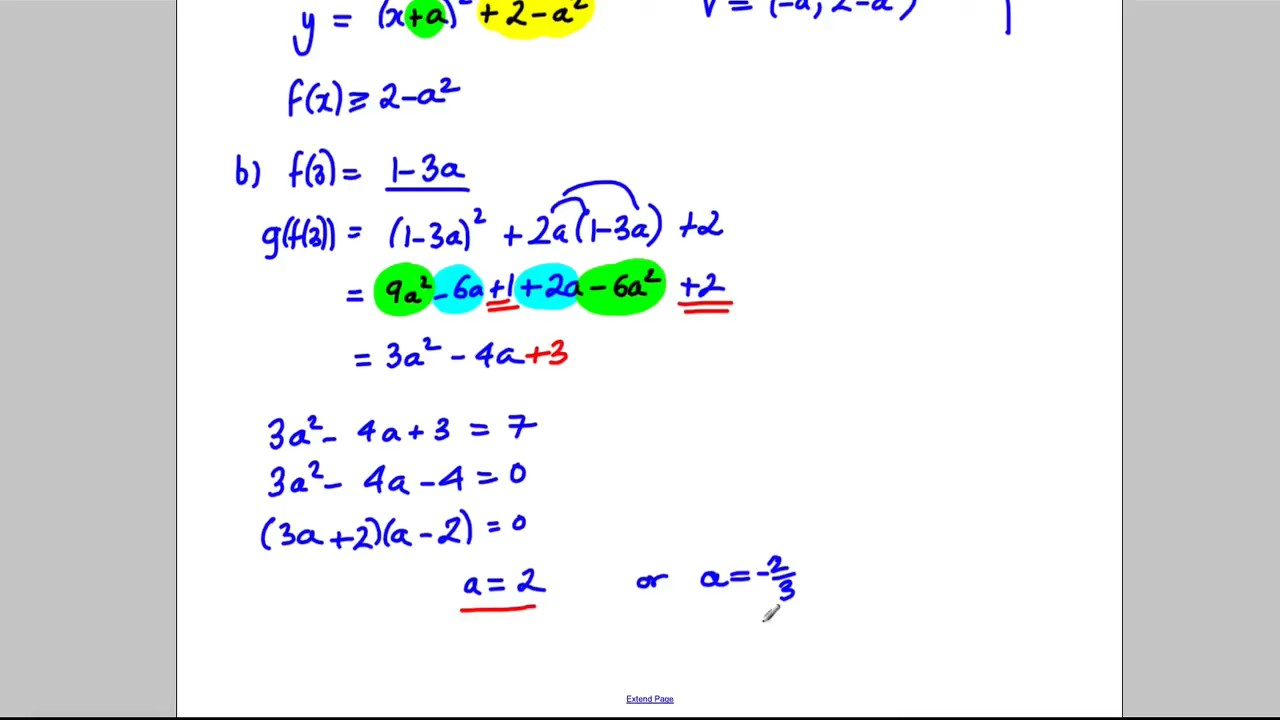 y = (x+a)² + 2 - a² V = (-a, 2-a²)
f(x) ≥ 2-a²
b) f(3) = 1-3a
g(f(3)) = (1-3a)² + 2a(1-3a) + 2
= 9a² - 6a + 1 + 2a - 6a² + 2
= 3a² - 4a + 3
3a² - 4a + 3 = 7
3a² - 4a - 4 = 0
(3a + 2)(a - 2) = 0
a = 2 or a = -2/3
Extend Page